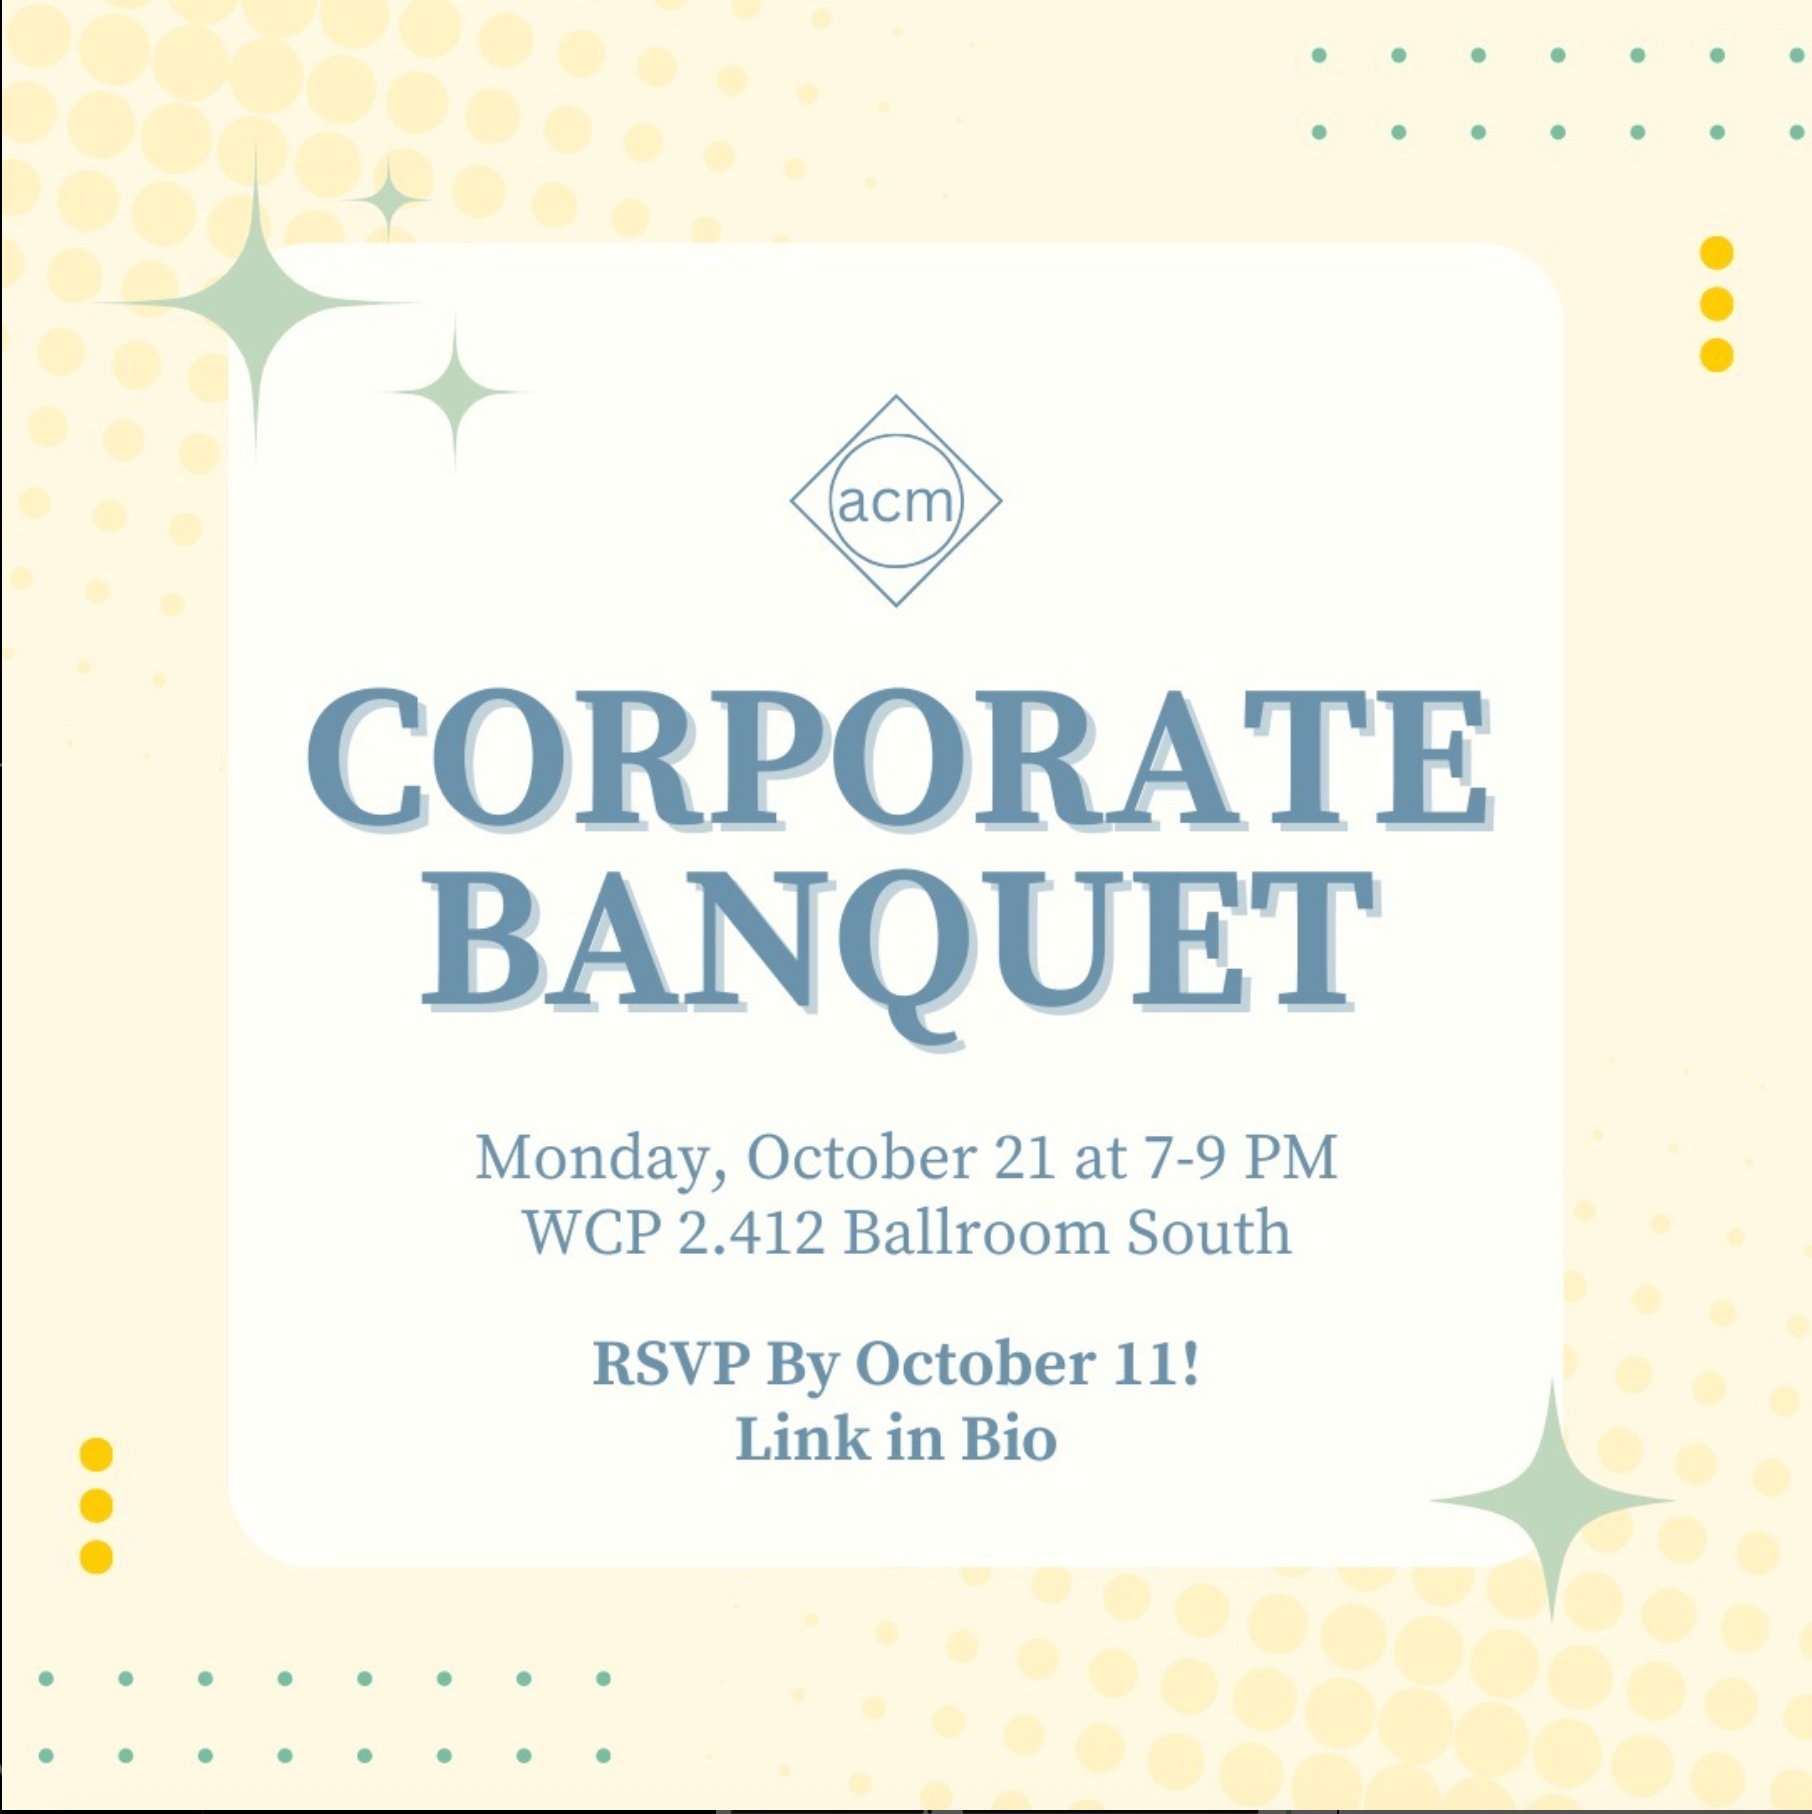 acm
CORPORATE
BANQUET
Monday, October 21 at 7-9 PM
WCP 2.412 Ballroom South
RSVP By October 11!
Link in Bio